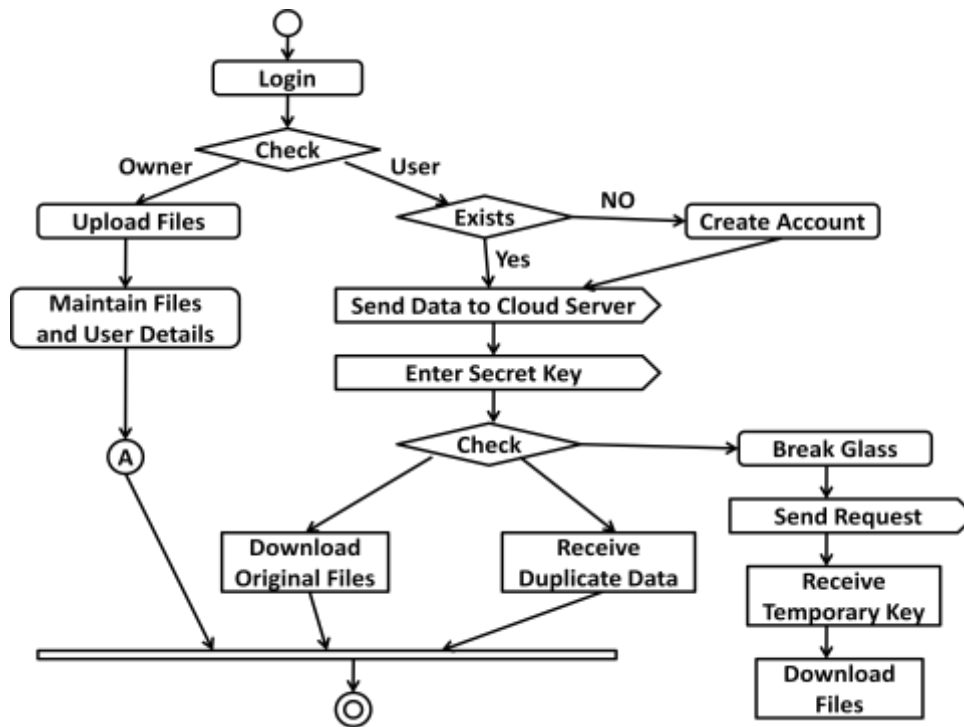 Login
Check
Owner
User
Upload Files
Exists
NO
Create Account
Yes
Maintain Files
and User Details
Send Data to Cloud Server
Enter Secret Key
Check
Break Glass
A
Send Request
Download
Original Files
Receive
Duplicate Data
Receive
Temporary Key
Download
Files